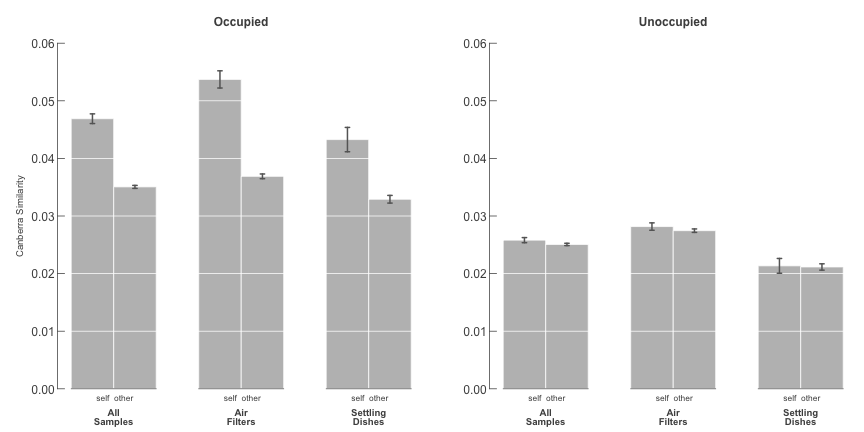 Occupied
Unoccupied
0.06
0.05
0.04
0.03
0.02
0.01
0.00
Canberra Similarity
self other
self other
self other
All
Samples
Air
Filters
Settling
Dishes
0.06
0.05
0.04
0.03
0.02
0.01
0.00
self other
self other
self other
All
Samples
Air
Filters
Settling
Dishes